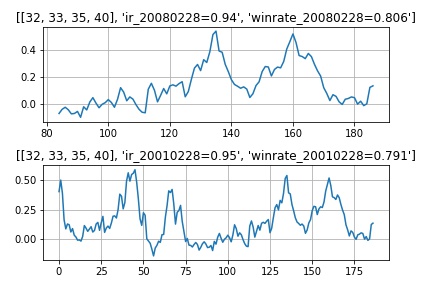 [[32, 33, 35, 40], 'ir_20080228=0.94', 'winrate_20080228=0.806']
0.4
0.2
0.0
80 100 120 140 160 180
[[32, 33, 35, 40], 'ir_20010228=0.95', 'winrate_20010228=0.791']
0.50
0.25
0.00
0 25 50 75 100 125 150 175